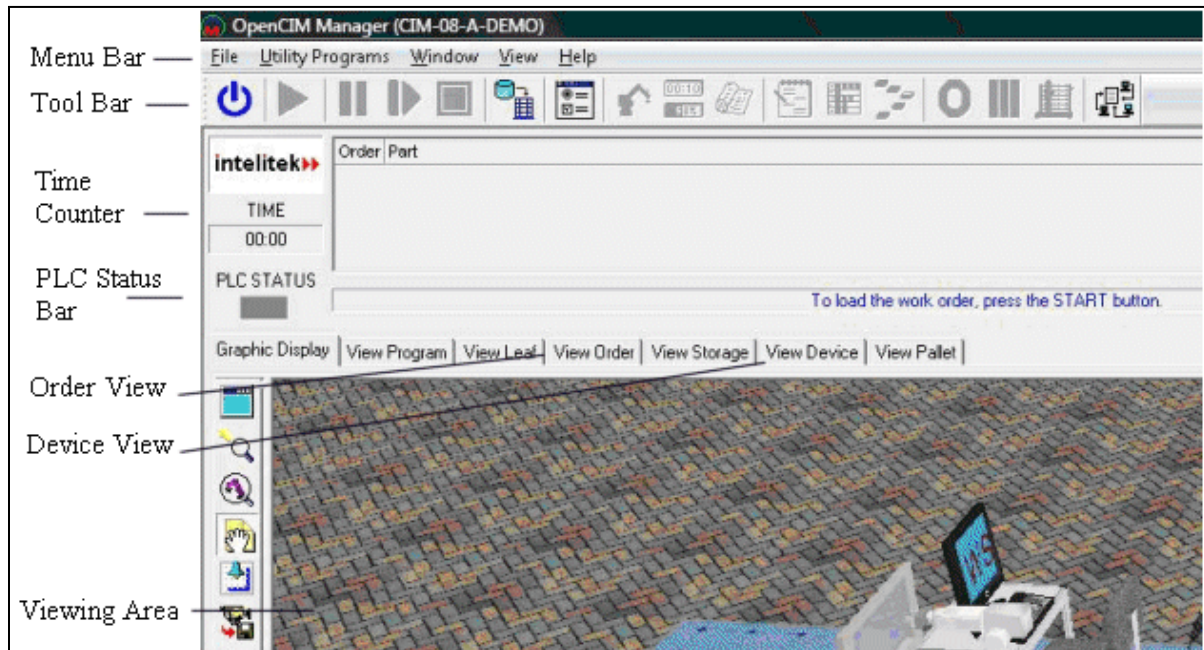 OpenCIM Manager (CIM-08-A-DEMO)
Menu Bar
File Utility Programs Window View Help
Tool Bar
00:10
intelitek
Order Part
Time
Counter
TIME
00:00
PLC Status
Bar
PLC STATUS
To load the work order, press the START button.
Graphic Display View Program View Leaf View Order View Storage View Device View Pallet
Order View
Device View
Viewing Area
WS